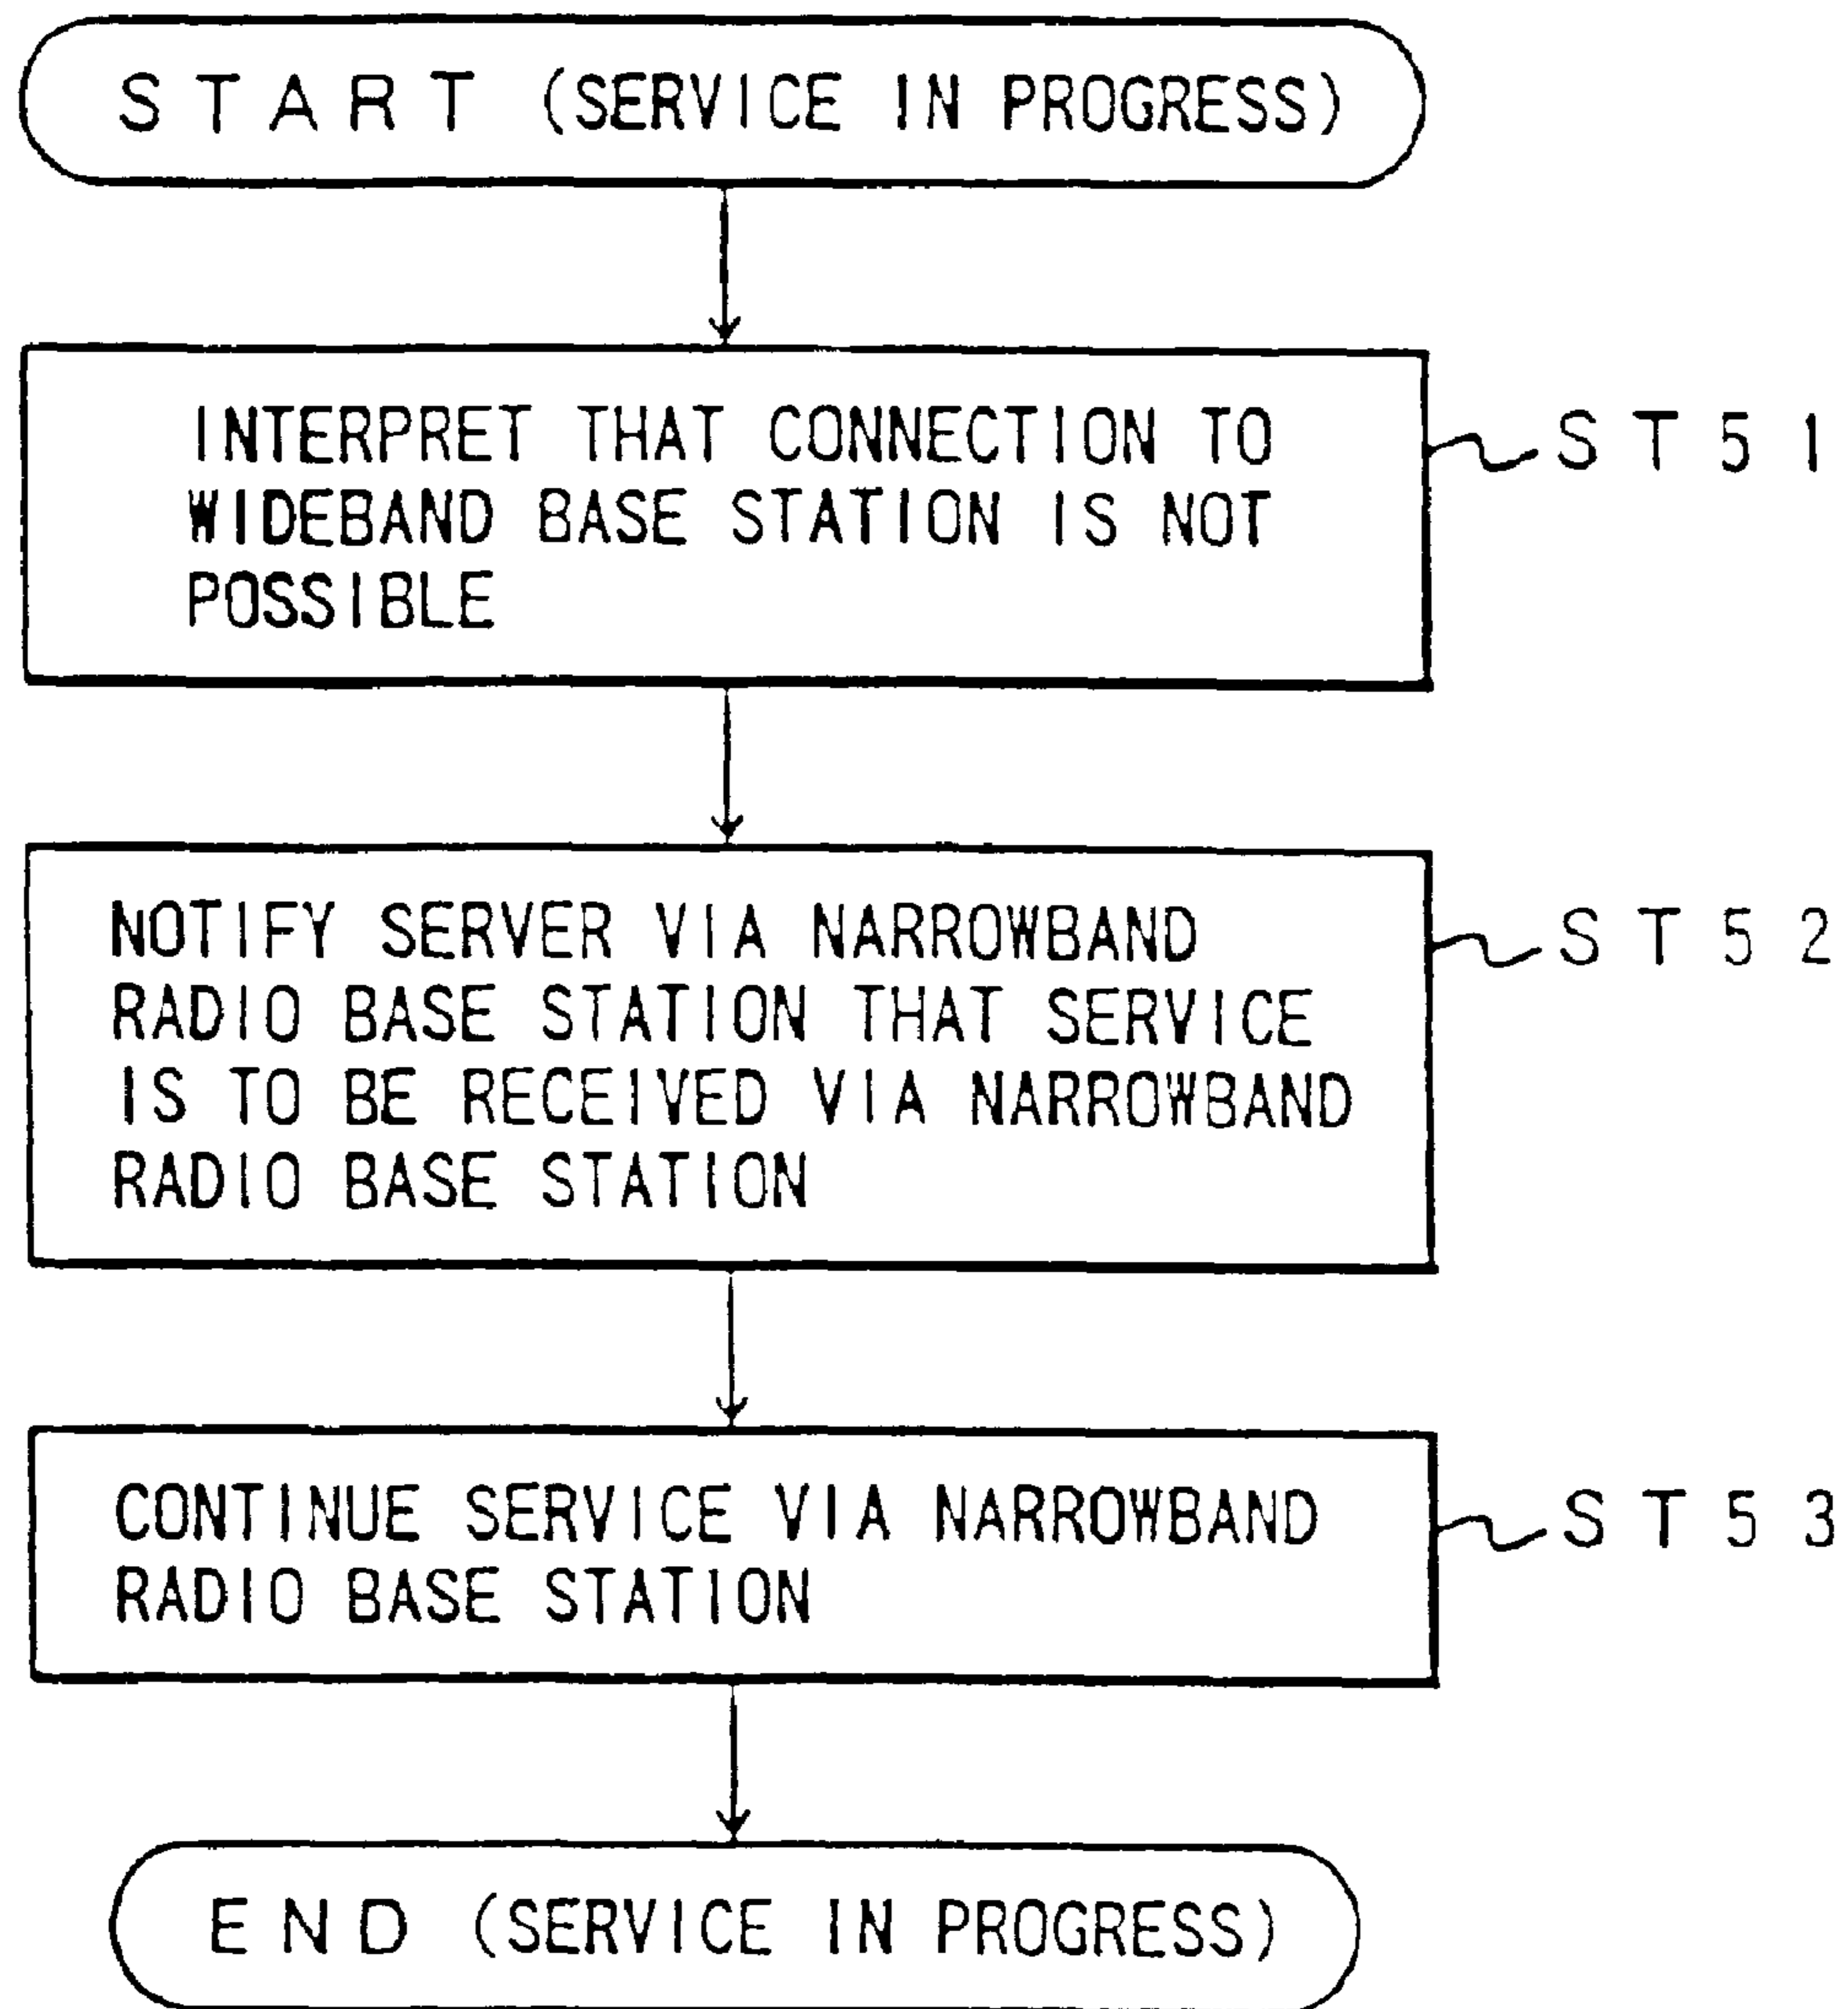 START (SERVICE IN PROGRESS)
INTERPRET THAT CONNECTION TO
WIDEBAND BASE STATION IS NOT
POSSIBLE
ST51
NOTIFY SERVER VIA NARROWBAND
RADIO BASE STATION THAT SERVICE
IS TO BE RECEIVED VIA NARROWBAND
RADIO BASE STATION
ST52
CONTINUE SERVICE VIA NARROWBAND
RADIO BASE STATION
ST53
END (SERVICE IN PROGRESS)